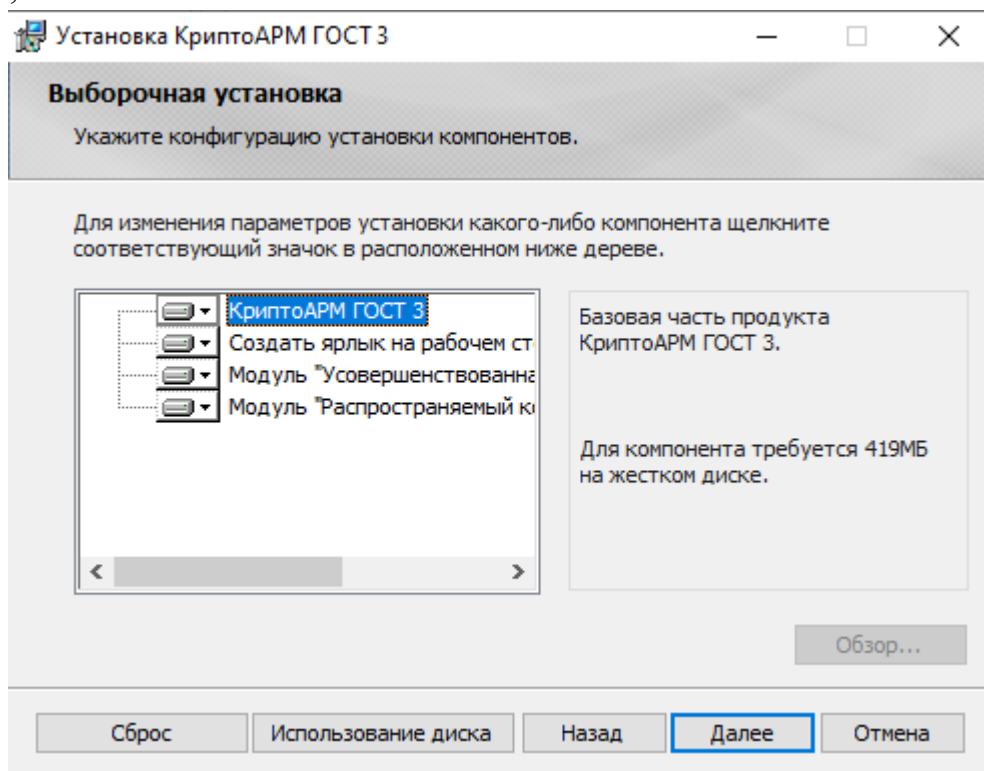 Установка КриптоАРМ ГОСТ 3
Выборочная установка
Укажите конфигурацию установки компонентов.
Для изменения параметров установки какого-либо компонента щелкните
соответствующий значок в расположенном ниже дереве.
КриптоАРМ ГОСТ 3
Создать ярлык на рабочем ст
Модуль "Усовершенствованна
Модуль "Распространяемый к
Базовая часть продукта
КриптоАРМ ГОСТ 3.
Для компонента требуется 419МБ
на жестком диске.
Обзор...
Сброс
Использование диска
Назад
Далее
Отмена